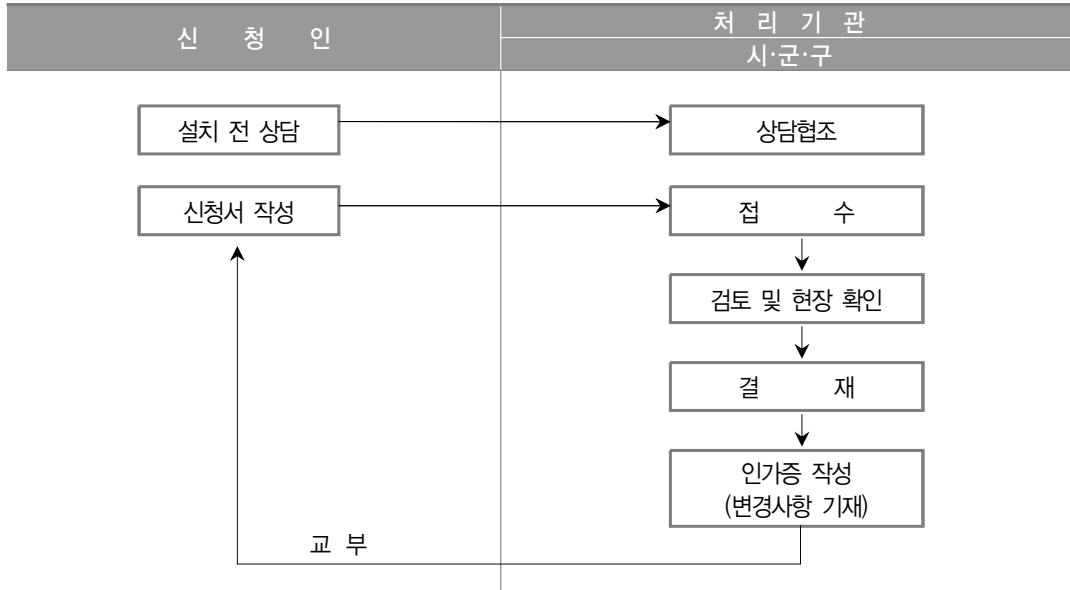 신 청 인
처 리 기 관
시·군·구
설치 전 상담
상담협조
신청서 작성
접 수
검토 및 현장 확인
결 재
인가증 작성
(변경사항 기재)
교 부